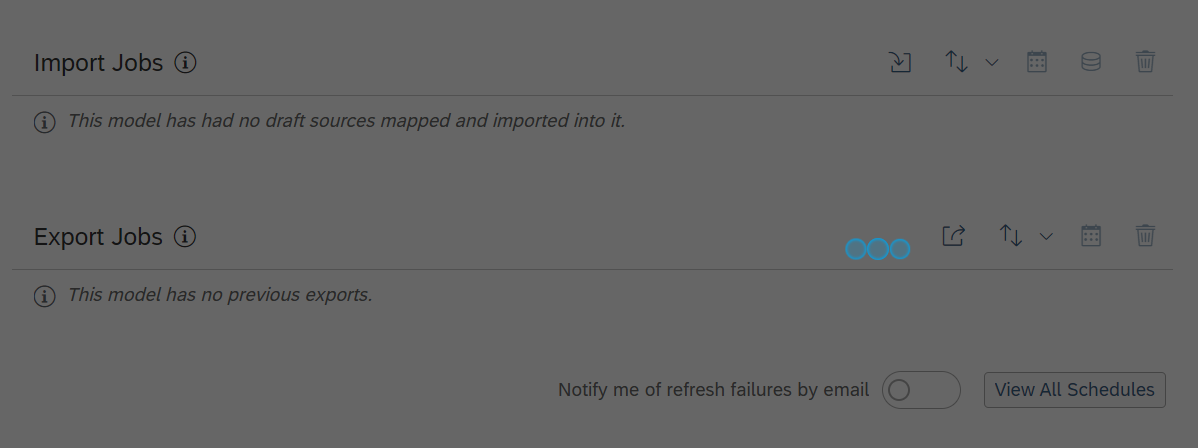 Import Jobs
This model has had no draft sources mapped and imported into it.
Export Jobs
This model has no previous exports.
Notify me of refresh failures by email
View All Schedules